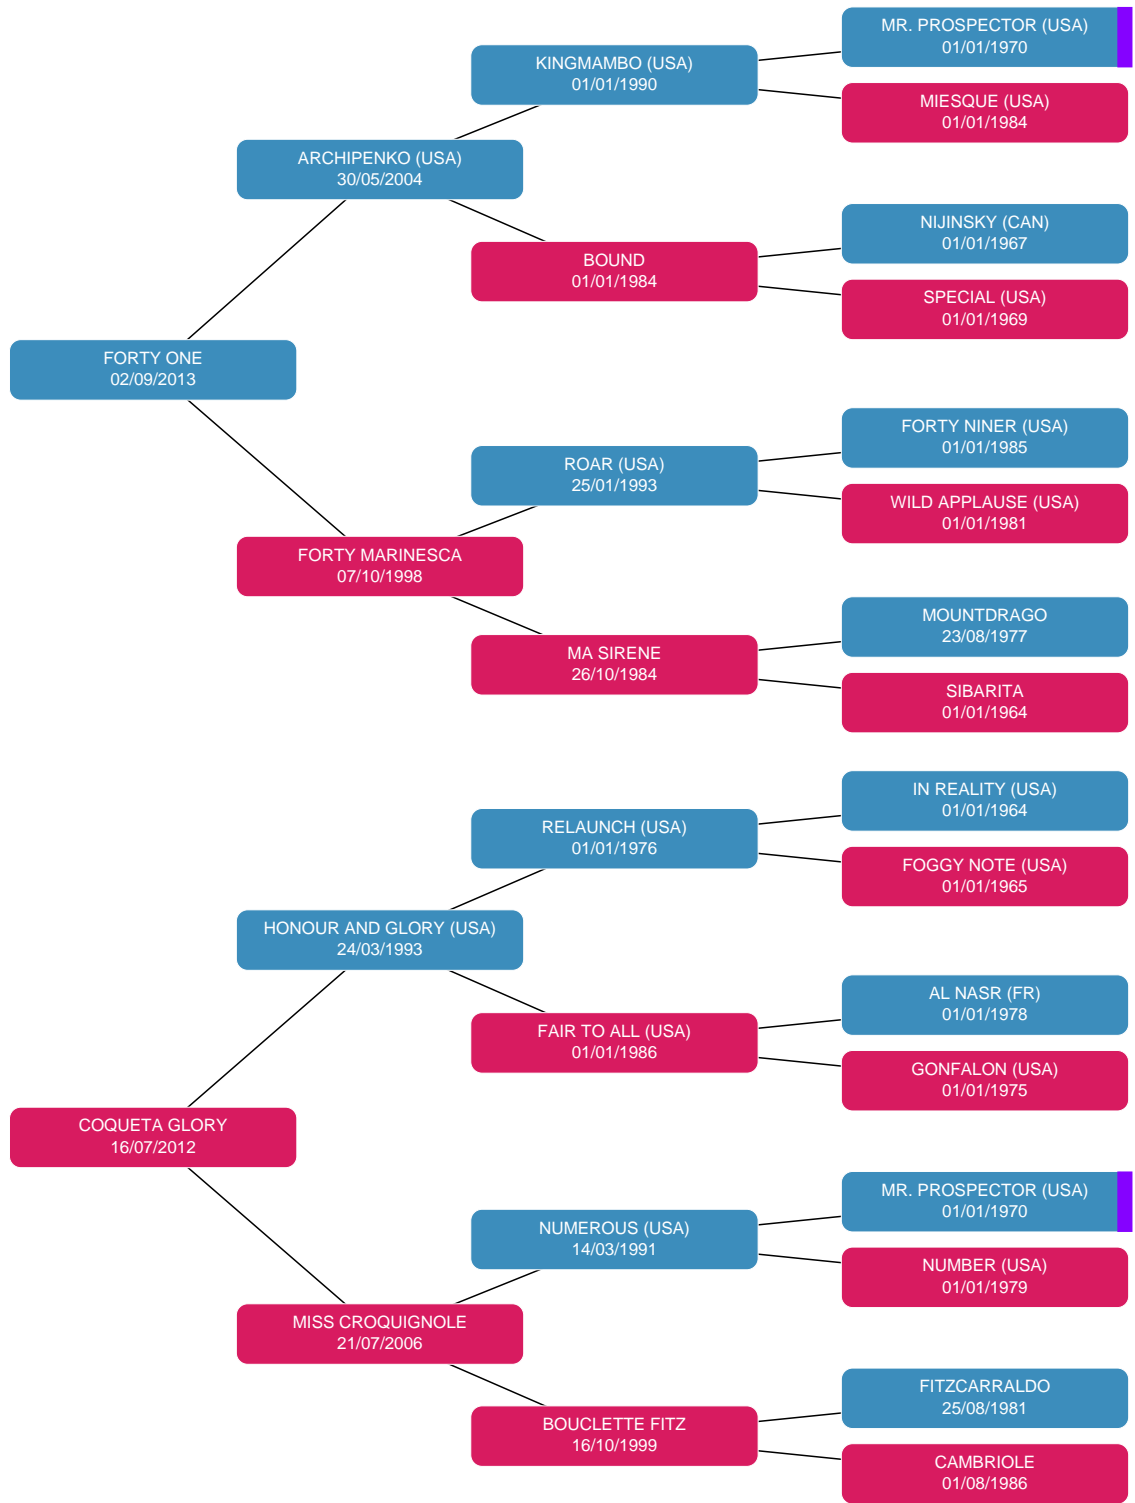 MR. PROSPECTOR (USA)
01/01/1970
KINGMAMBO (USA)
01/01/1990
MIESQUE (USA)
01/01/1984
ARCHIPENKO (USA)
30/05/2004
NIJINSKY (CAN)
01/01/1967
BOUND
01/01/1984
SPECIAL (USA)
01/01/1969
FORTY ONE
02/09/2013
FORTY NINER (USA)
01/01/1985
ROAR (USA)
25/01/1993
WILD APPLAUSE (USA)
01/01/1981
FORTY MARINESCA
07/10/1998
MOUNTDRAGO
23/08/1977
MA SIRENE
26/10/1984
SIBARITA
01/01/1964
IN REALITY (USA)
01/01/1964
RELAUNCH (USA)
01/01/1976
FOGGY NOTE (USA)
01/01/1965
HONOUR AND GLORY (USA)
24/03/1993
AL NASR (FR)
01/01/1978
FAIR TO ALL (USA)
01/01/1986
GONFALON (USA)
01/01/1975
COQUETA GLORY
16/07/2012
MR. PROSPECTOR (USA)
01/01/1970
NUMEROUS (USA)
14/03/1991
NUMBER (USA)
01/01/1979
MISS CROQUIGNOLE
21/07/2006
FITZCARRALDO
25/08/1981
BOUCLETTE FITZ
16/10/1999
CAMBRIOLE
01/08/1986